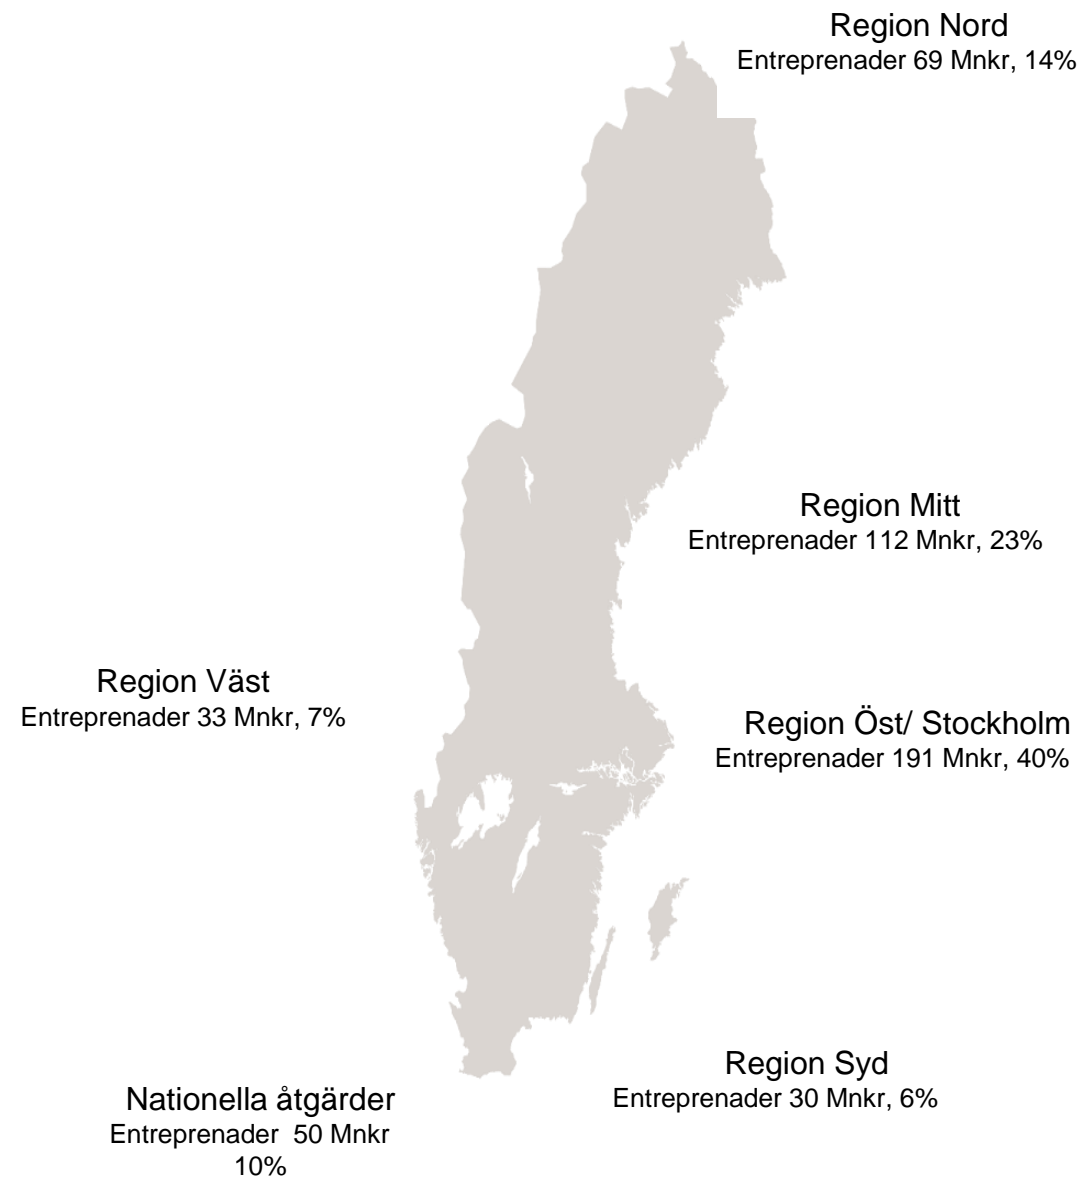 Region Nord
Entreprenader 69 Mnkr, 14%
Region Mitt
Entreprenader 112 Mnkr, 23%
Region Väst
Entreprenader 33 Mnkr, 7%
Region Öst/ Stockholm
Entreprenader 191 Mnkr, 40%
Region Syd
Entreprenader 30 Mnkr, 6%
Nationella åtgärder
Entreprenader  50 Mnkr
10%